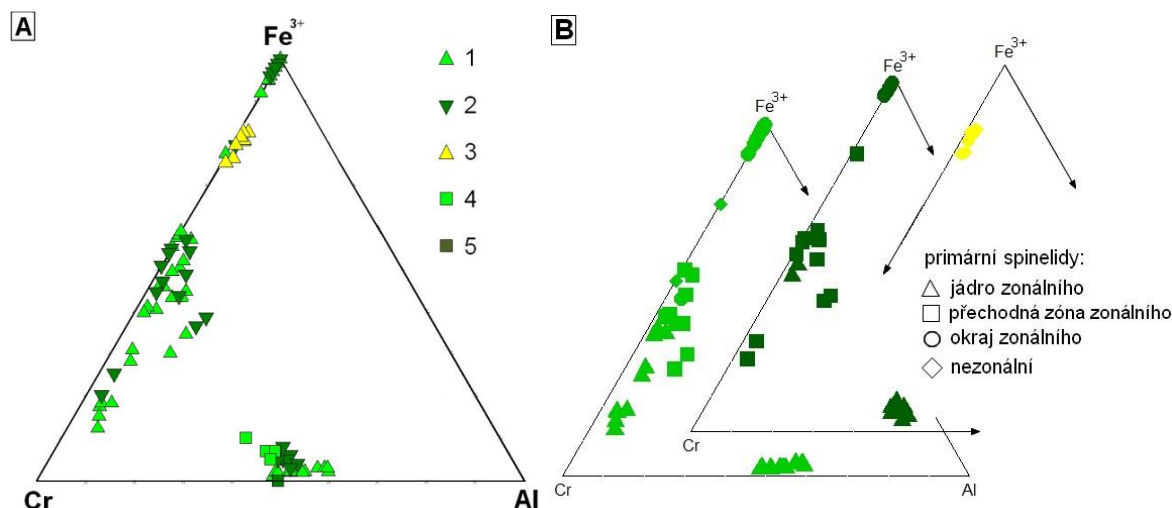 A
Fe³⁺
1
2
3
4
5
Cr
Al
B
Fe³⁺
Fe³⁺
Fe³⁺
primární spinelidy:
jádro zonálního
přechodná zóna zonálního
okraj zonálního
nezonální
Cr
Cr
Al